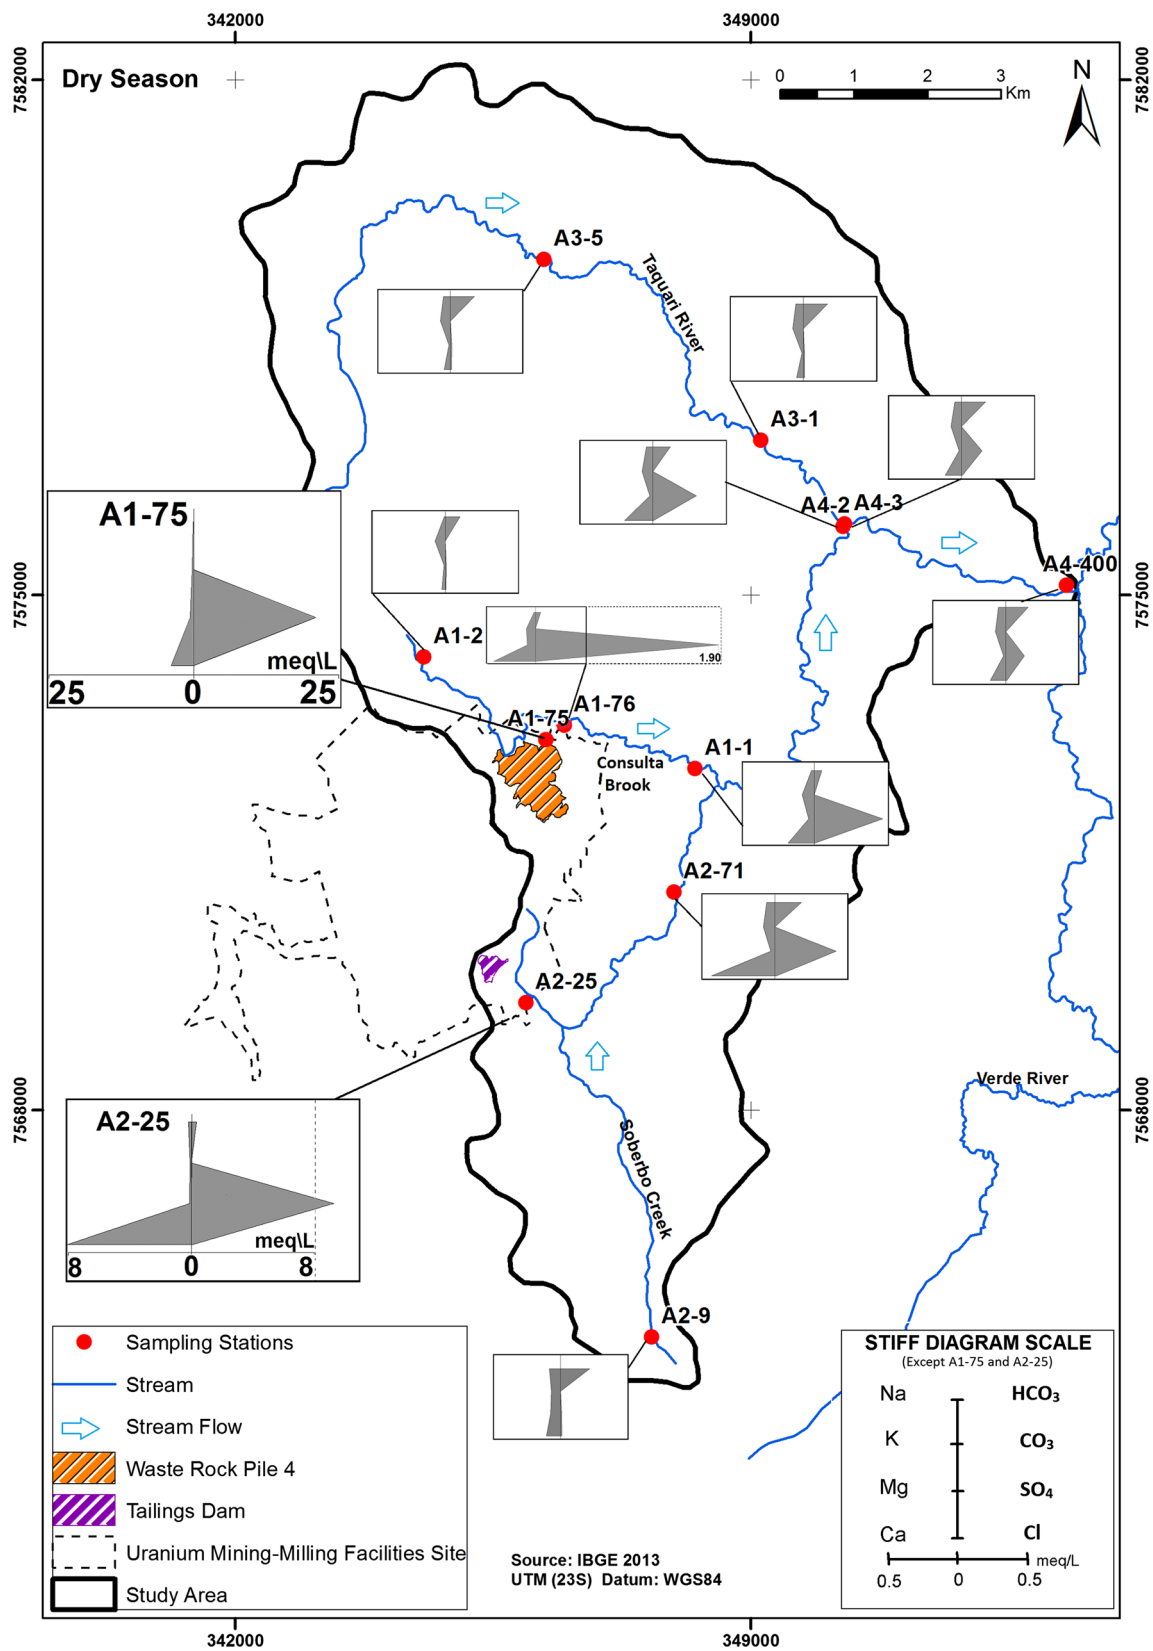 342000
349000
7582000
7582000
Dry Season
0 1 2 3
Km
N
A3-5
Taquari River
A3-1
A4-2
A4-3
A1-75
meq\L
25 0 25
7575000
7575000
A4-400
A1-2
1.90
A1-76
A1-75
A1-1
Consulta
Brook
A2-71
A2-25
Verde River
7568000
7568000
A2-25
meq\L
8 0 8
Soberbo Creek
A2-9
Sampling Stations
Stream
Stream Flow
Waste Rock Pile 4
Tailings Dam
Uranium Mining-Milling Facilities Site
Study Area
Source: IBGE 2013
UTM (23S) Datum: WGS84
STIFF DIAGRAM SCALE
(Except A1-75 and A2-25)
Na HCO₃
K CO₃
Mg SO₄
Ca Cl
meq/L
0.5 0 0.5
342000
349000